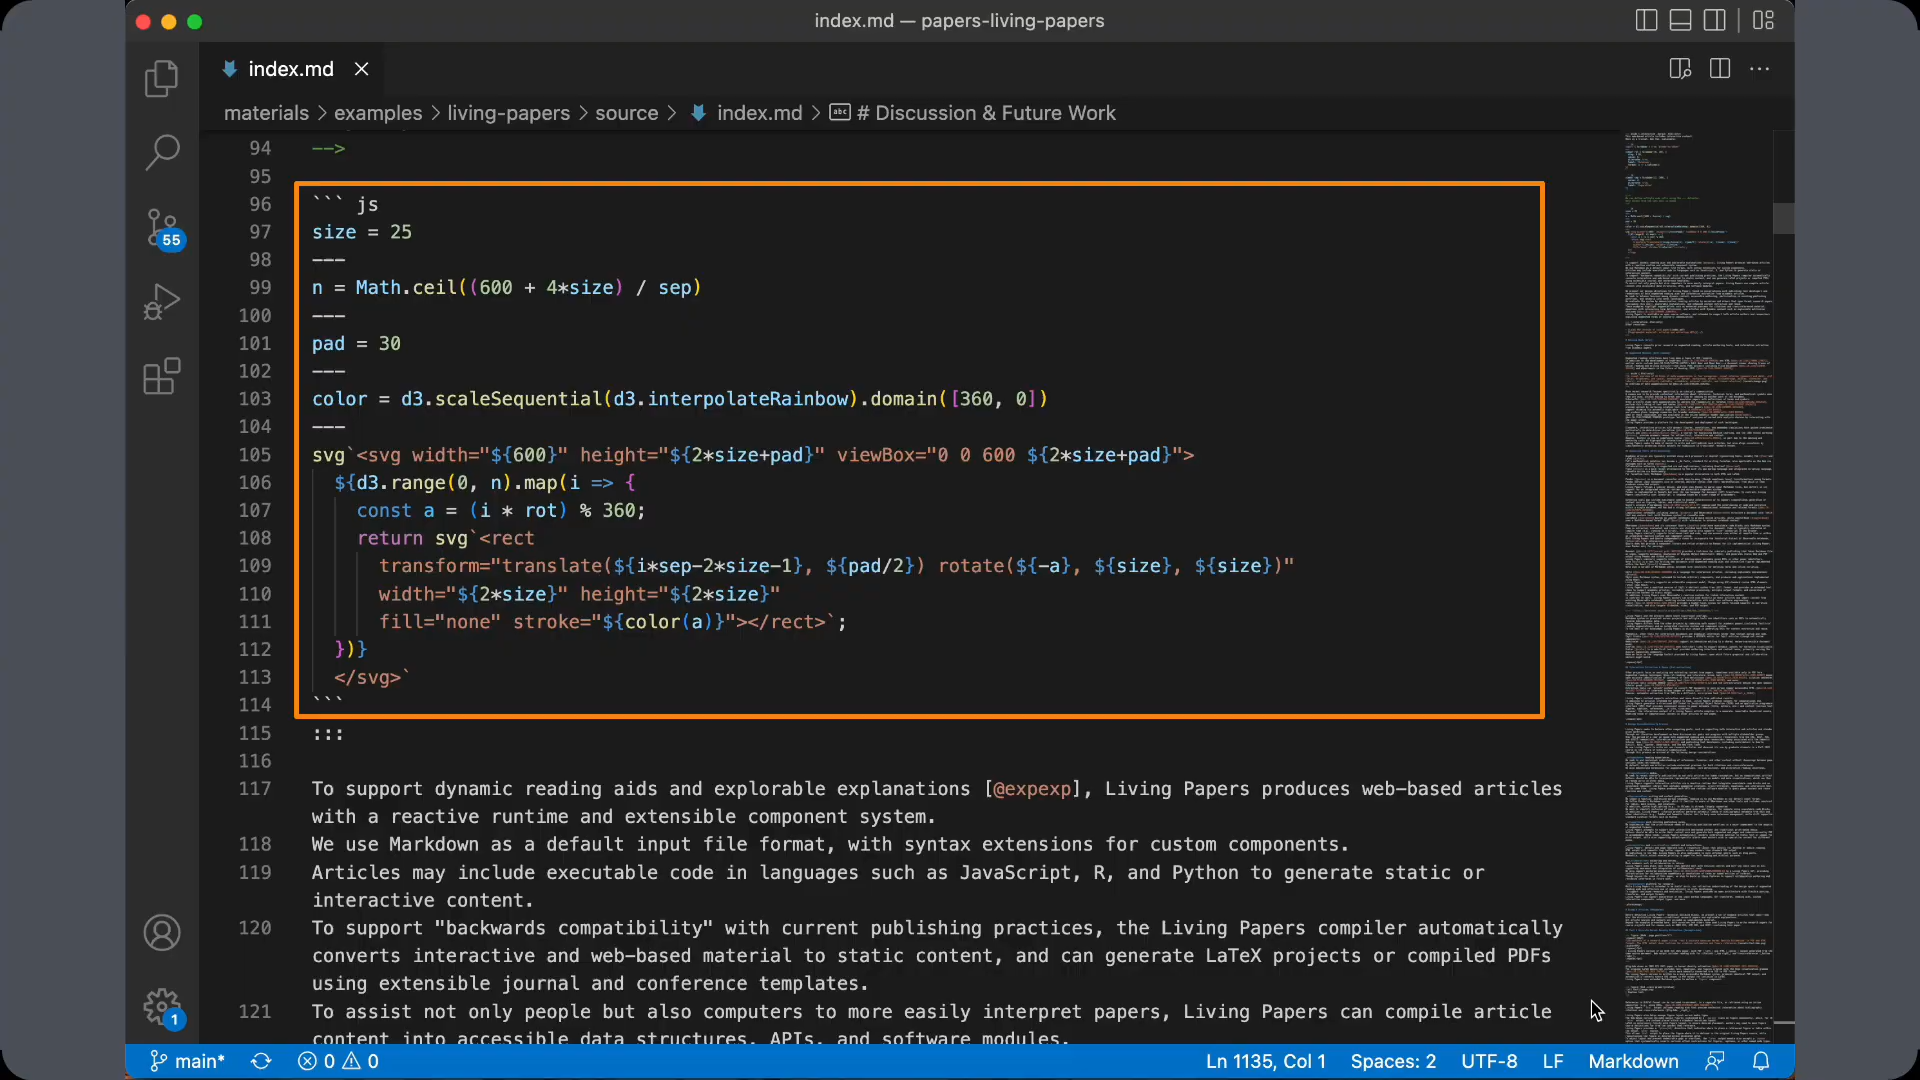 index.md — papers-living-papers
index.md
materials > examples > living-papers > source > index.md > abc # Discussion & Future Work
94 -->
95
96 ``` js
97 size = 25
98 ---
99 n = Math.ceil((600 + 4*size) / sep)
100 ---
101 pad = 30
102 ---
103 color = d3.scaleSequential(d3.interpolateRainbow).domain([360, 0])
104 ---
105 svg`<svg width="${600}" height="${2*size+pad}" viewBox="0 0 600 ${2*size+pad}">
106 ${d3.range(0, n).map(i => {
107 const a = (i * rot) % 360;
108 return svg`<rect
109 transform="translate(${i*sep-2*size-1}, ${pad/2}) rotate(${-a}, ${size}, ${size})"
110 width="${2*size}" height="${2*size}"
111 fill="none" stroke="${color(a)}"></rect>`;
112 })}
113 </svg>`
114 ```
115 :::
116
117 To support dynamic reading aids and explorable explanations [@expexp], Living Papers produces web-based articles
with a reactive runtime and extensible component system.
118 We use Markdown as a default input file format, with syntax extensions for custom components.
119 Articles may include executable code in languages such as JavaScript, R, and Python to generate static or
interactive content.
120 To support "backwards compatibility" with current publishing practices, the Living Papers compiler automatically
converts interactive and web-based material to static content, and can generate LaTeX projects or compiled PDFs
using extensible journal and conference templates.
121 To assist not only people but also computers to more easily interpret papers, Living Papers can compile article
content into accessible data structures, APIs, and software modules.
55
1
main* 0 0 Ln 1135, Col 1 Spaces: 2 UTF-8 LF Markdown